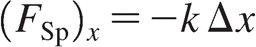 (F_Sp)_x = −k Δx